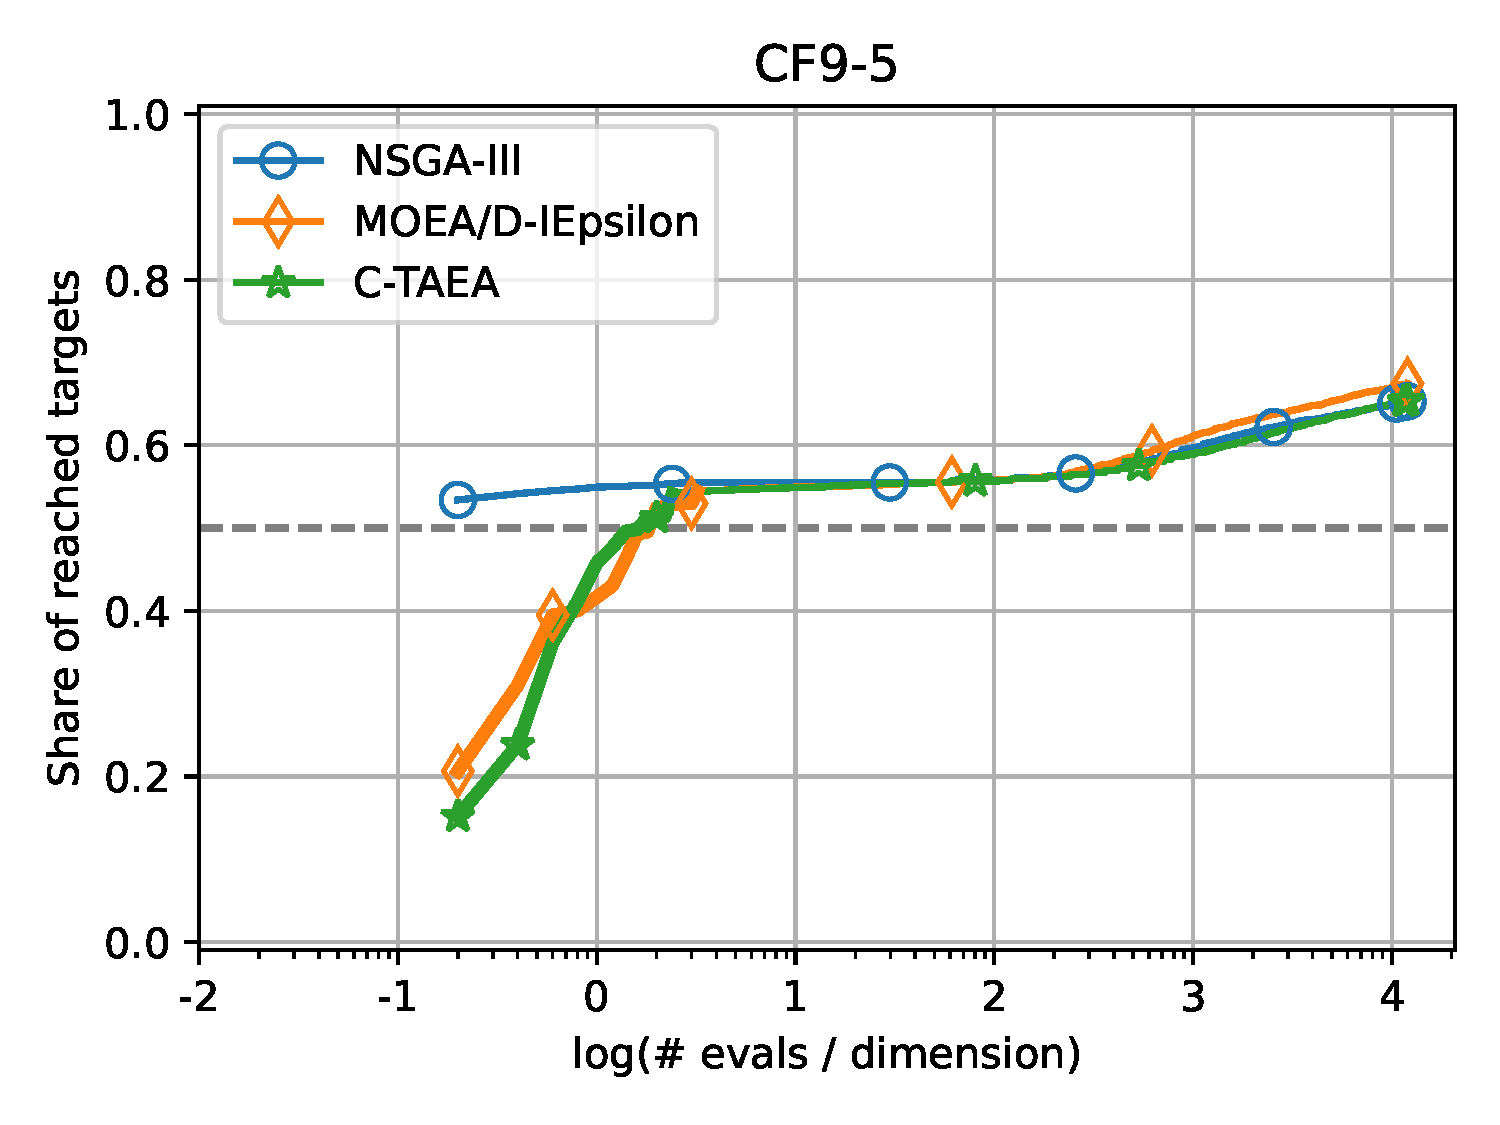 CF9-5
1.0
0.8
0.6
0.4
0.2
0.0
Share of reached targets
NSGA-III
MOEA/D-IEpsilon
C-TAEA
-2 -1 0 1 2 3 4
log(# evals / dimension)